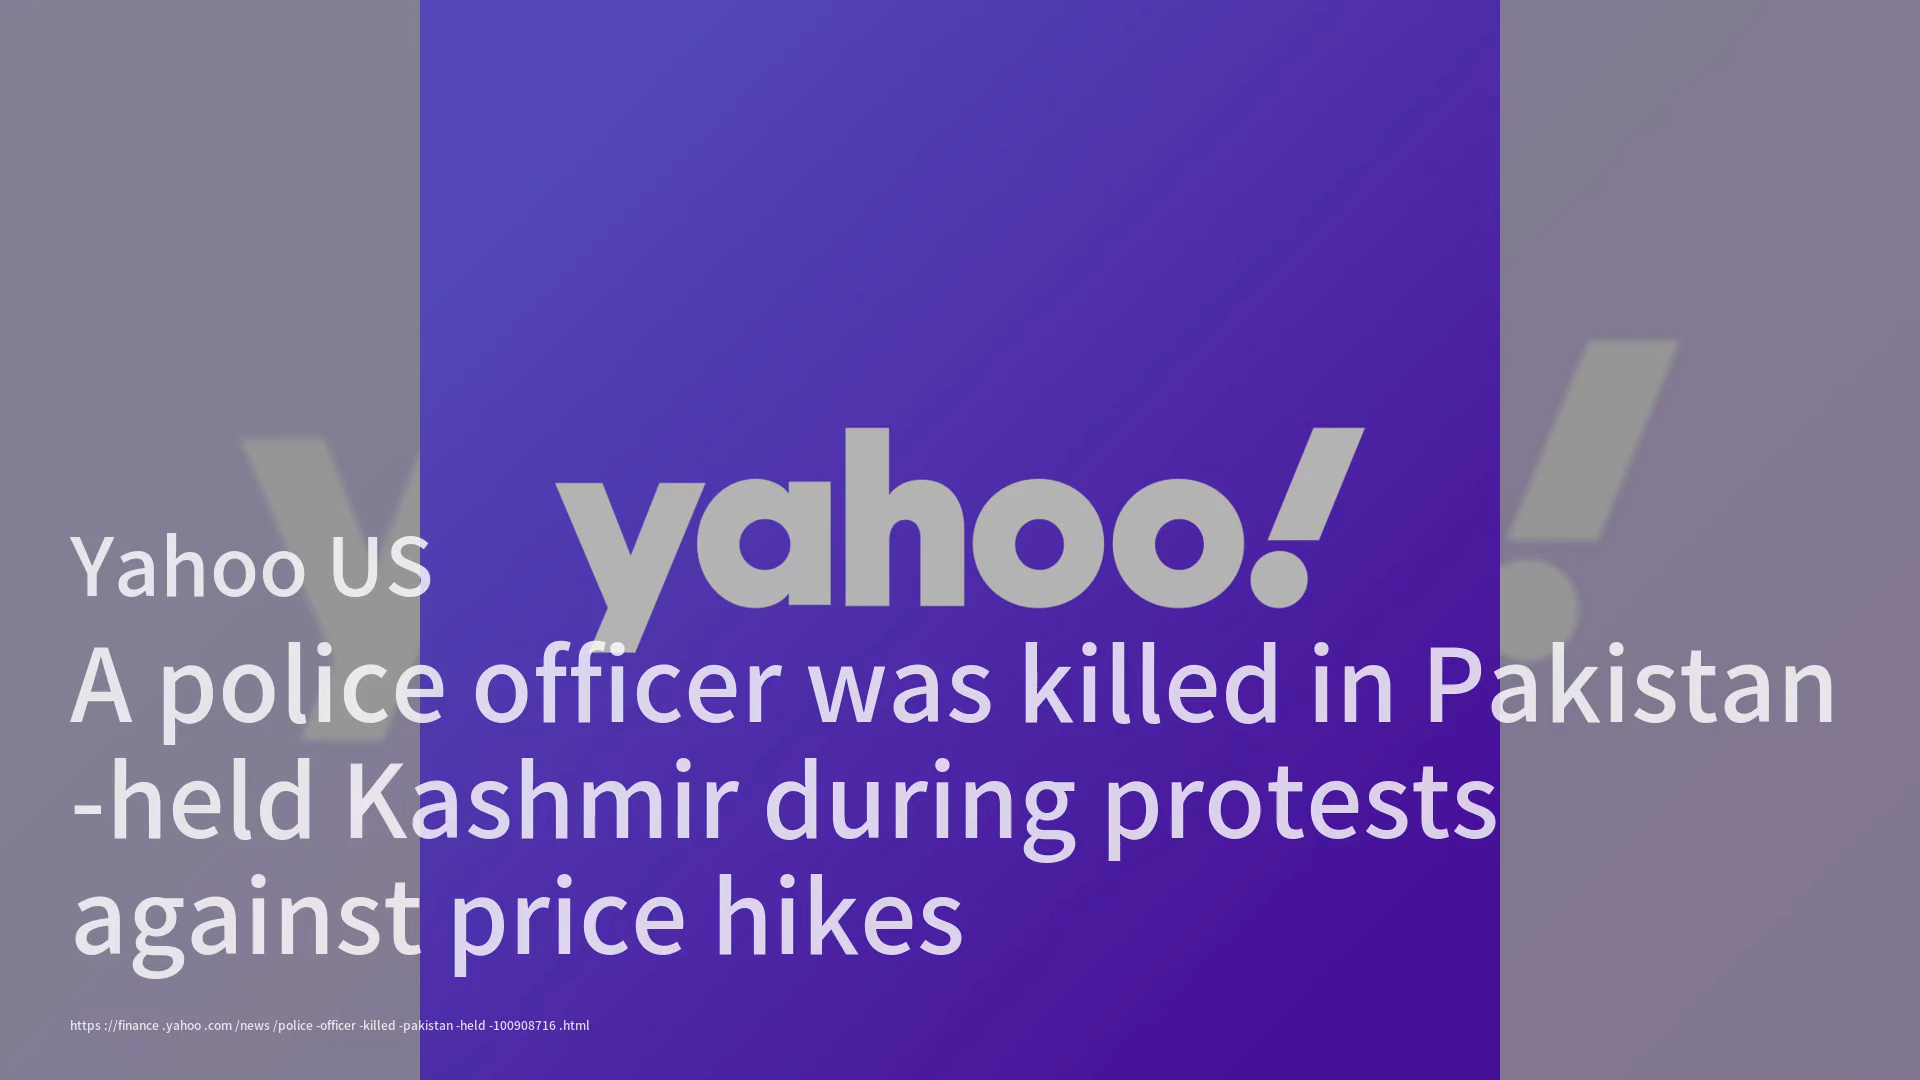 yahoo!
Yahoo US
A police officer was killed in Pakistan
-held Kashmir during protests
against price hikes
https ://finance .yahoo .com /news /police -officer -killed -pakistan -held -100908716 .html